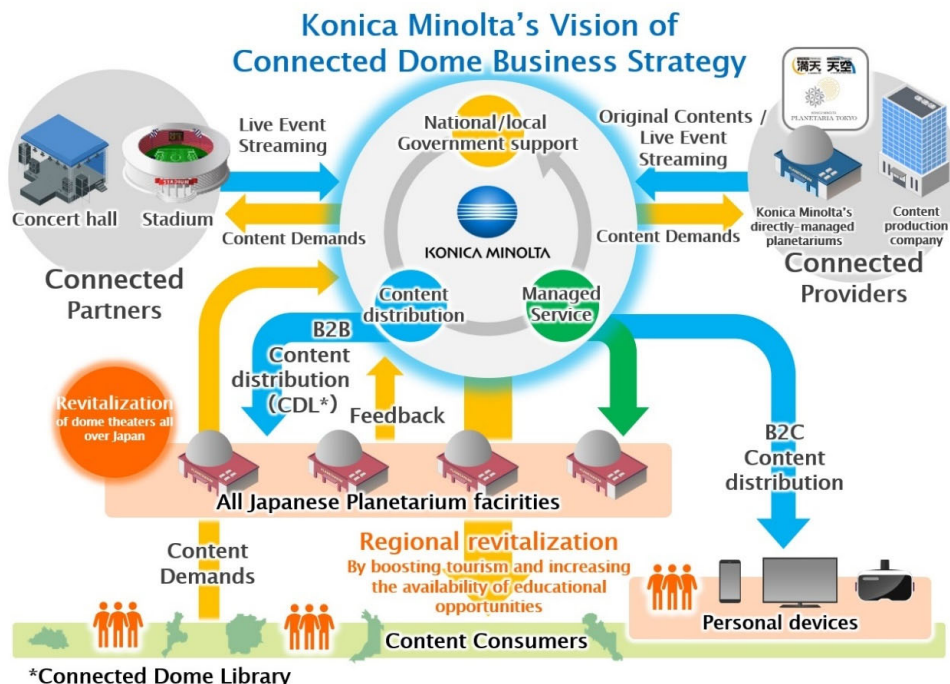 Konica Minolta's Vision of
Connected Dome Business Strategy
Live Event
Streaming
National/local
Government support
Original Contents /
Live Event
Streaming
満天 天空
PLANETARIA TOKYO
Concert hall
Stadium
Content Demands
KONICA MINOLTA
Content Demands
Konica Minolta's
directly-managed
planetariums
Content
production
company
Connected
Partners
Connected
Providers
Content
distribution
Managed
Service
B2B
Content
distribution
(CDL*)
Feedback
Revitalization
of dome theaters all
over Japan
B2C
Content
distribution
All Japanese Planetarium facirities
Content
Demands
Regional revitalization
By boosting tourism and increasing
the availability of educational
opportunities
Personal devices
Content Consumers
*Connected Dome Library